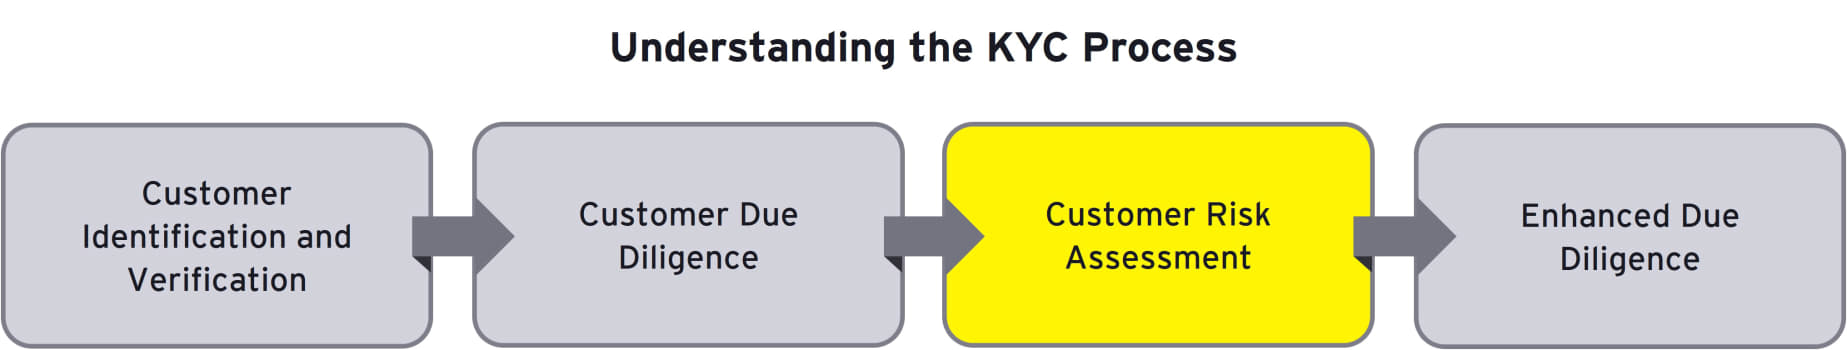 Understanding the KYC Process
Customer
Identification and
Verification
Customer Due
Diligence
Customer Risk
Assessment
Enhanced Due
Diligence